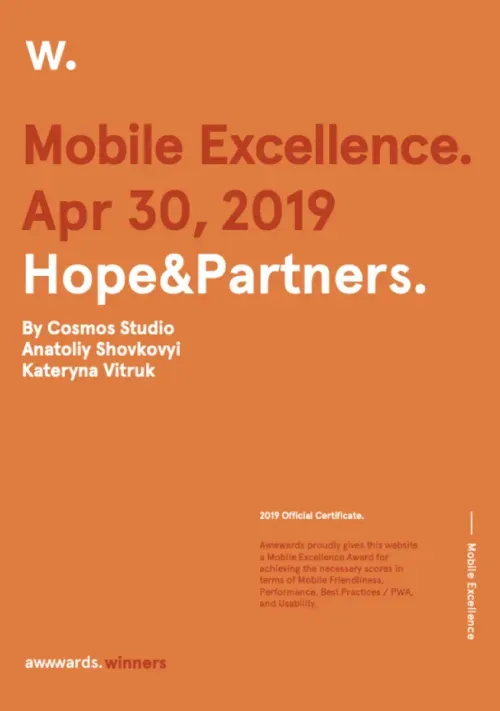 w.
Mobile Excellence.
Apr 30, 2019
Hope&Partners.
By Cosmos Studio
Anatoliy Shovkovyi
Kateryna Vitruk
2019 Official Certificate.
Awwwards proudly gives this website
a Mobile Excellence Award for
achieving the necessary scores in
terms of Mobile Friendliness,
Performance, Best Practices / PWA,
and Usability.
Mobile Excellence
awwwards.winners